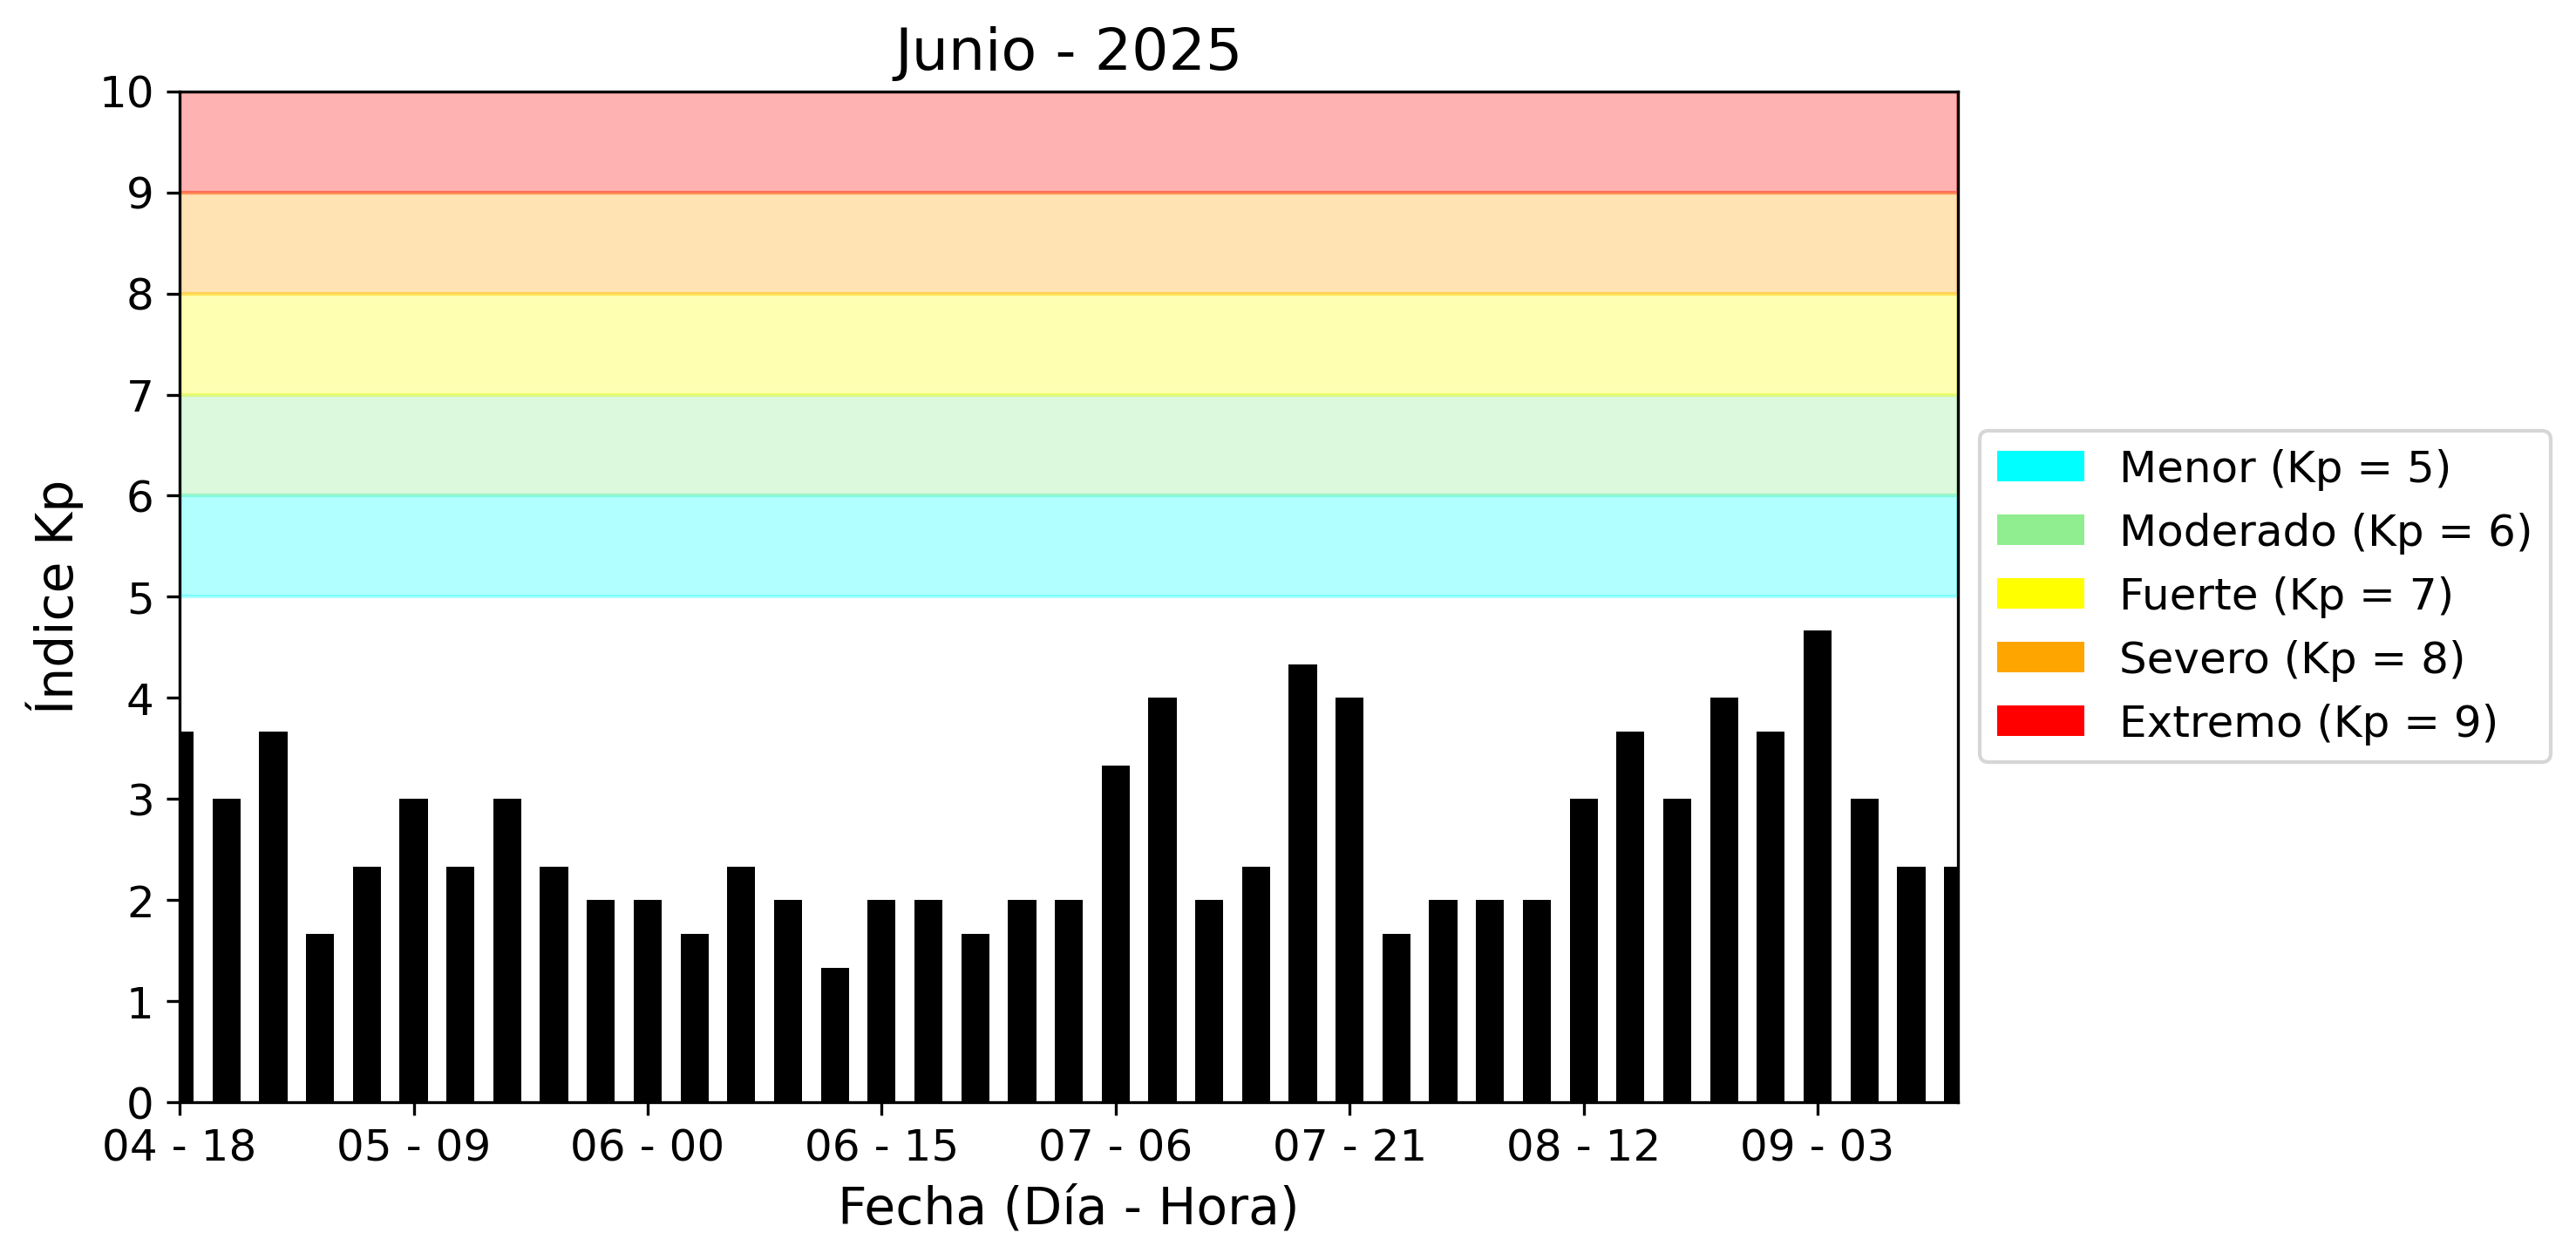 Junio - 2025
10
9
8
7
6
5
4
3
2
1
0
Índice Kp
04 - 18 05 - 09 06 - 00 06 - 15 07 - 06 07 - 21 08 - 12 09 - 03
Fecha (Día - Hora)
Menor (Kp = 5)
Moderado (Kp = 6)
Fuerte (Kp = 7)
Severo (Kp = 8)
Extremo (Kp = 9)